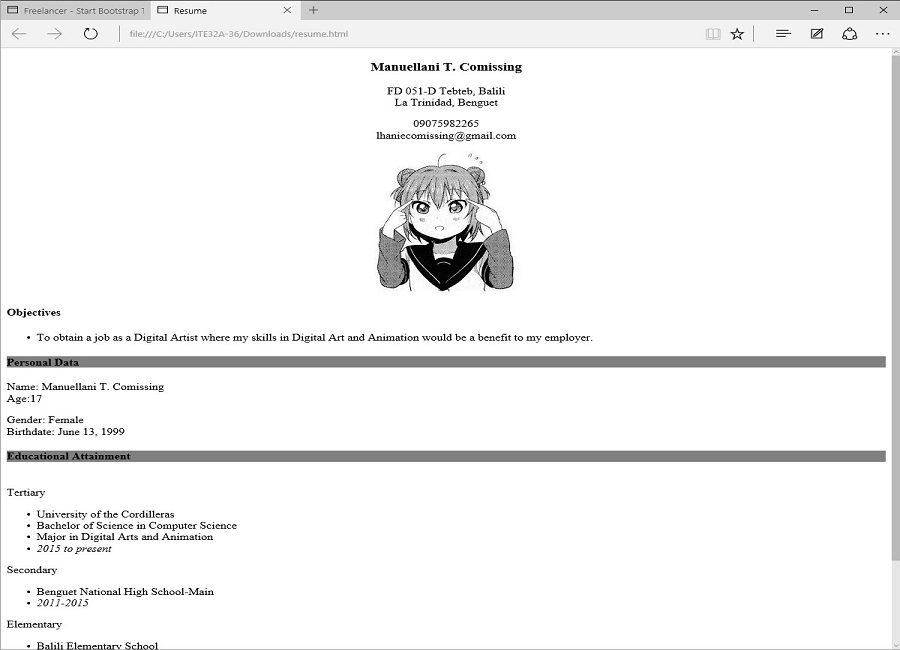 Freelancer - Start Bootstrap T
Resume
file:///C:/Users/ITE32A-36/Downloads/resume.html
Manuellani T. Comissing
FD 051-D Tebteb, Balili
La Trinidad, Benguet
09075982265
lhaniecomissing@gmail.com
Objectives
• To obtain a job as a Digital Artist where my skills in Digital Art and Animation would be a benefit to my employer.
Personal Data
Name: Manuellani T. Comissing
Age:17
Gender: Female
Birthdate: June 13, 1999
Educational Attainment
Tertiary
• University of the Cordilleras
• Bachelor of Science in Computer Science
• Major in Digital Arts and Animation
• 2015 to present
Secondary
• Benguet National High School-Main
• 2011-2015
Elementary
• Balili Elementary School